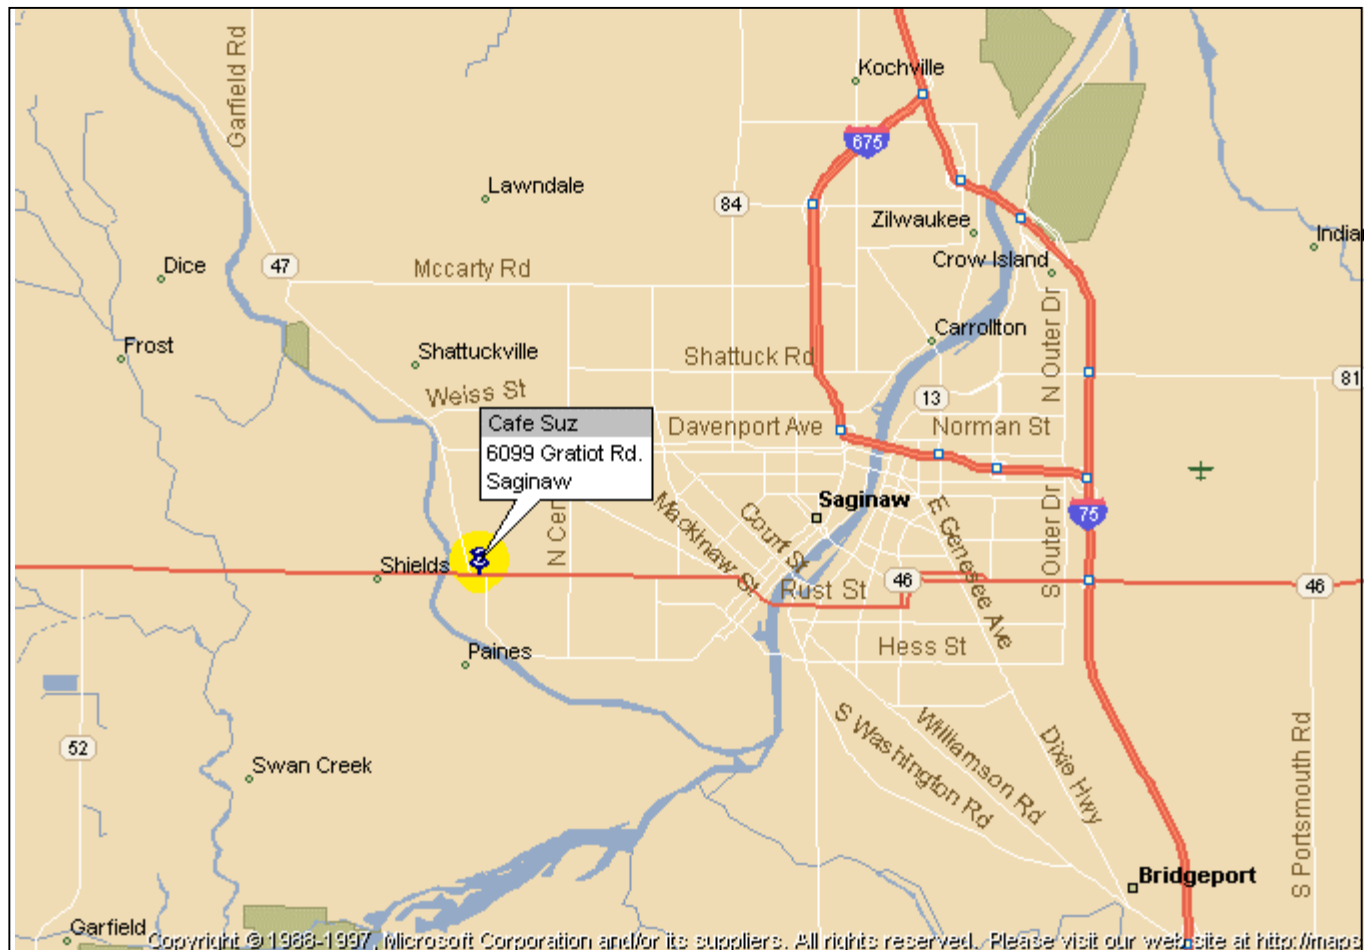 Kochville
Garfield Rd
675
Lawndale
84
Zilwaukee
India
Crow Island
Dice
47
Mccarty Rd
N Outer Dr
Carrollton
Frost
Shattuckville
Shattuck Rd
81
Weiss St
13
Cafe Suz
6099 Gratiot Rd.
Saginaw
Davenport Ave
Norman St
Saginaw
Mackinaw St
Court St
E Genesee Ave
S Outer Dr
75
N Cen
Shields
46
Rust St
46
Hess St
Paines
52
Swan Creek
S Washington Rd
Williamson Rd
Dixie Hwy
S Portsmouth Rd
Bridgeport
Garfield
Copyright © 1988-1997, Microsoft Corporation and/or its suppliers. All rights reserved. Please visit our web site at http://maps